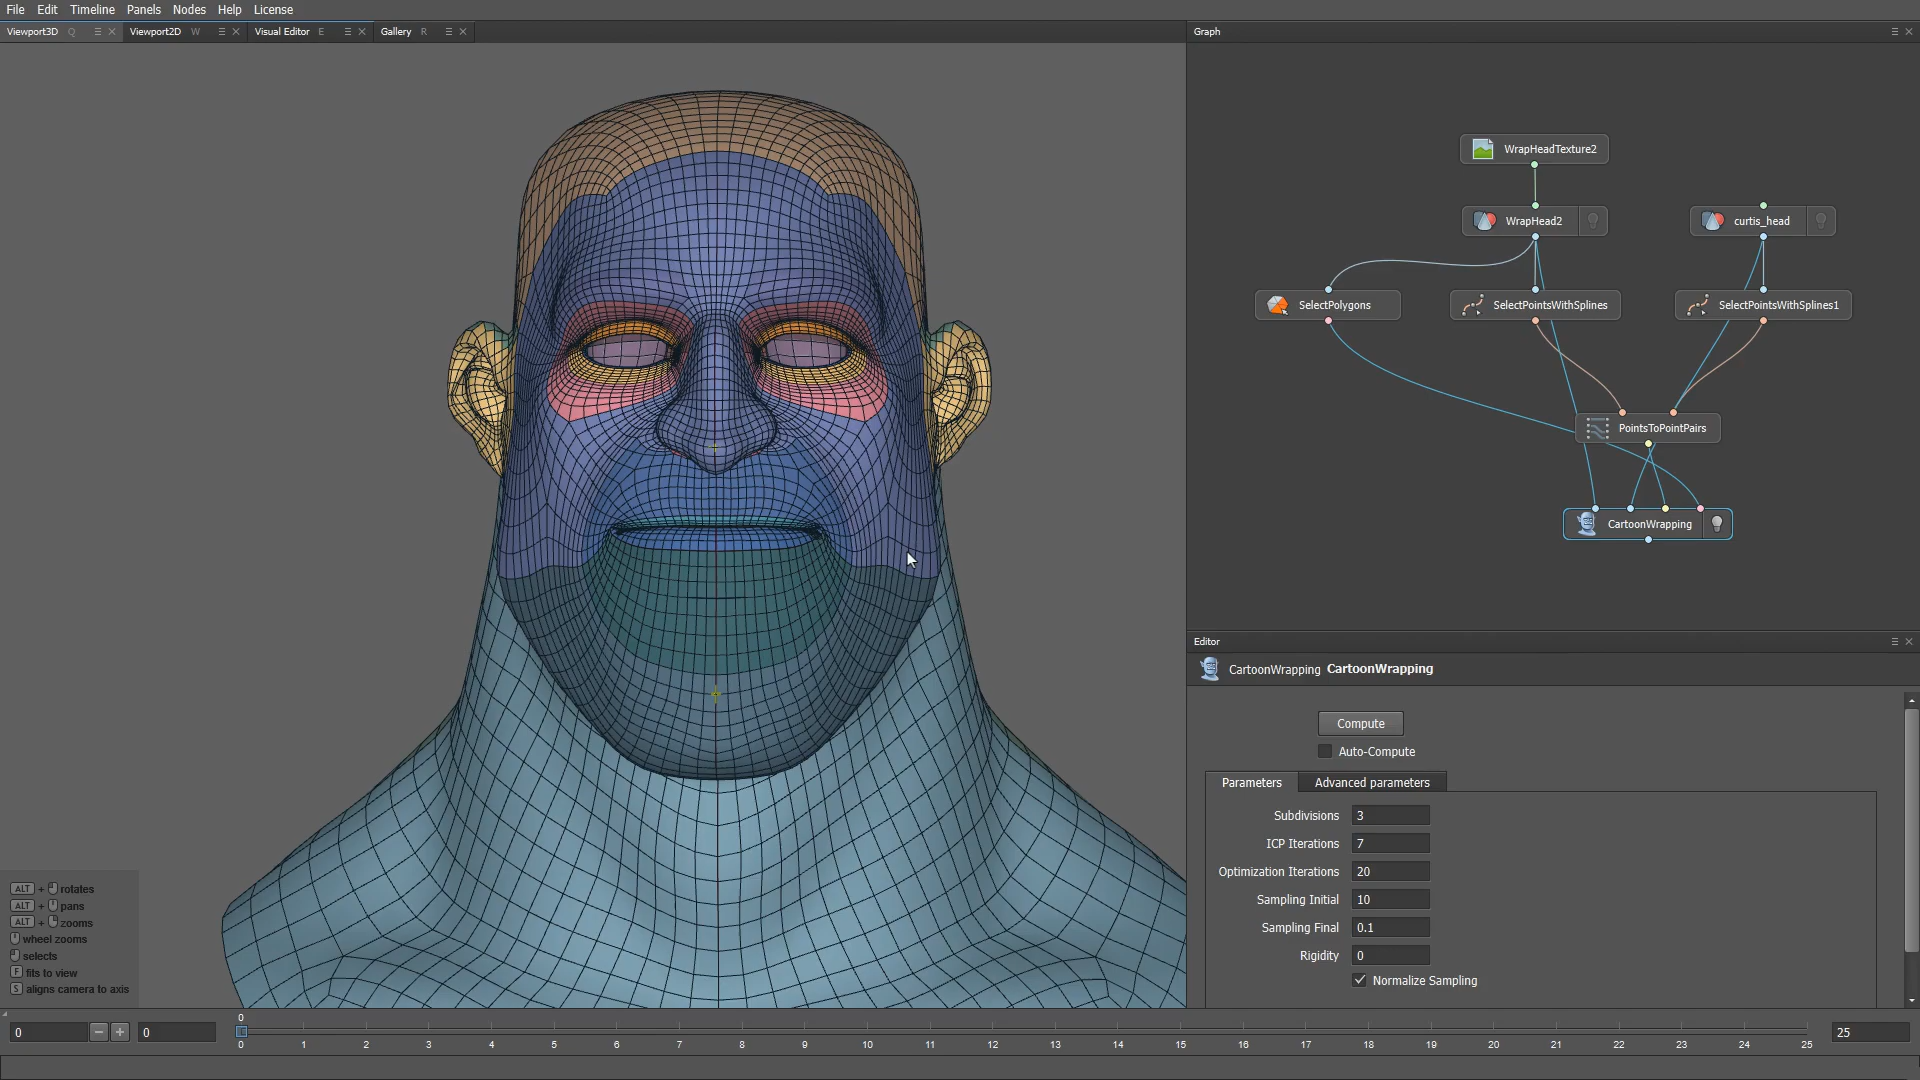 File Edit Timeline Panels Nodes Help License
Viewport3D Q Viewport2D W Visual Editor E Gallery R
Graph
WrapHeadTexture2
WrapHead2 curtis_head
SelectPolygons SelectPointsWithSplines SelectPointsWithSplines1
PointsToPointPairs
CartoonWrapping
Editor
CartoonWrapping CartoonWrapping
Compute
Auto-Compute
Parameters Advanced parameters
Subdivisions 3
ICP Iterations 7
Optimization Iterations 20
Sampling Initial 10
Sampling Final 0.1
Rigidity 0
Normalize Sampling
ALT + rotates
ALT + pans
ALT + zooms
wheel zooms
selects
F fits to view
S aligns camera to axis
0
0 0 25
0 1 2 3 4 5 6 7 8 9 10 11 12 13 14 15 16 17 18 19 20 21 22 23 24 25